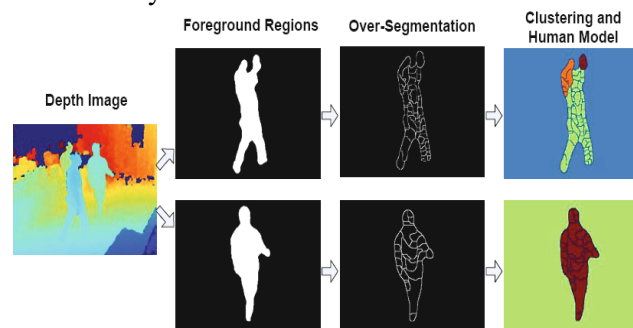 Foreground Regions
Over-Segmentation
Clustering and
Human Model
Depth Image